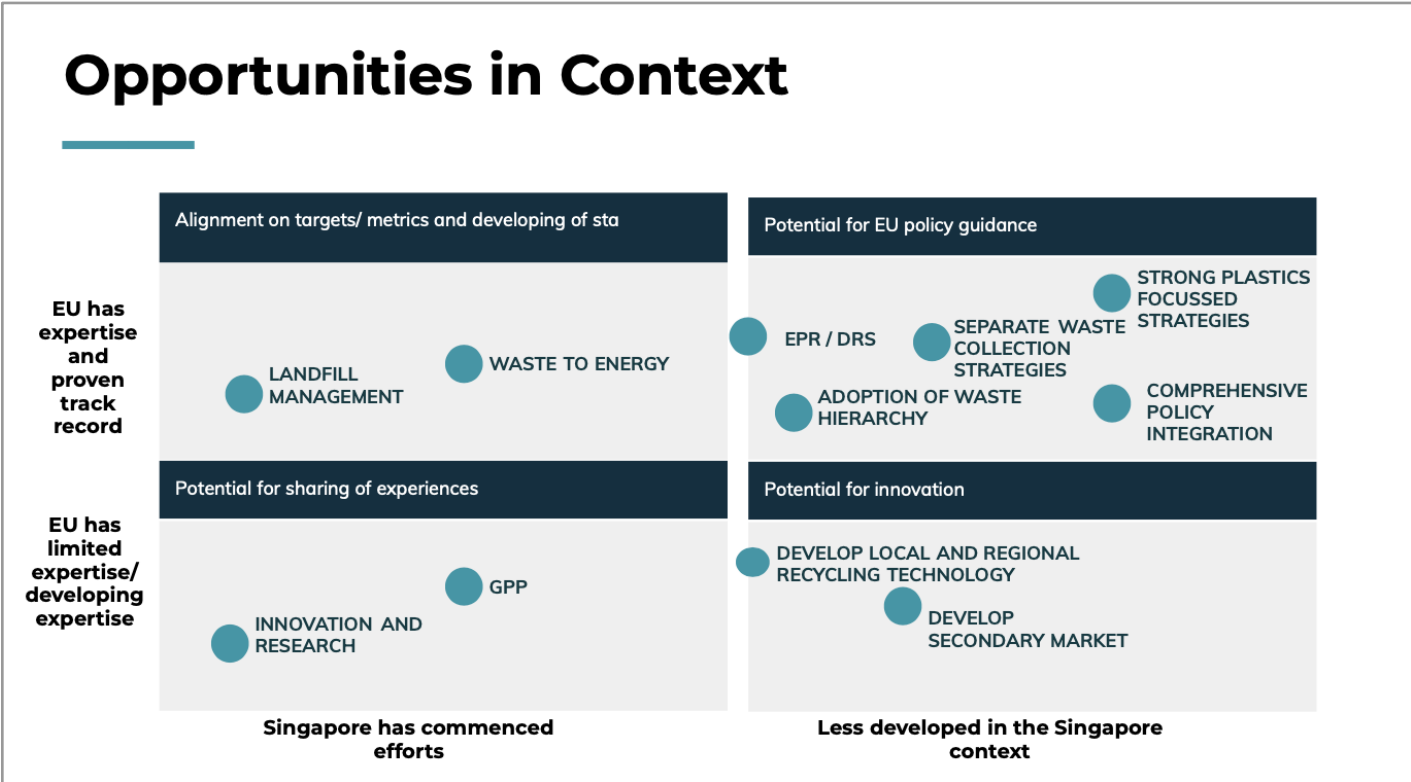 Opportunities in Context
Alignment on targets/ metrics and developing of sta
Potential for EU policy guidance
EU has
expertise
and
proven
track
record
LANDFILL
MANAGEMENT
WASTE TO ENERGY
EPR / DRS
SEPARATE WASTE
COLLECTION
STRATEGIES
STRONG PLASTICS
FOCUSSED
STRATEGIES
ADOPTION OF WASTE
HIERARCHY
COMPREHENSIVE
POLICY
INTEGRATION
Potential for sharing of experiences
Potential for innovation
EU has
limited
expertise/
developing
expertise
INNOVATION AND
RESEARCH
GPP
DEVELOP LOCAL AND REGIONAL
RECYCLING TECHNOLOGY
DEVELOP
SECONDARY MARKET
Singapore has commenced
efforts
Less developed in the Singapore
context